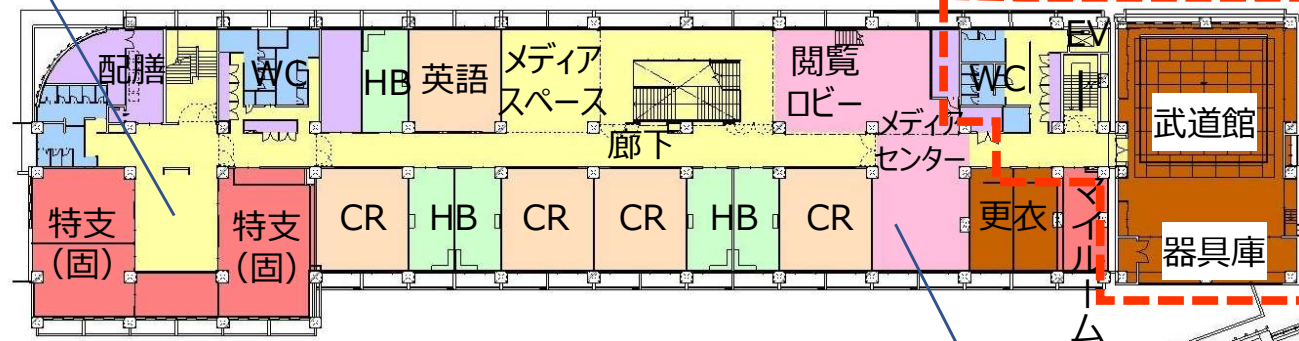 配膳
WC
HB
英語
メディア
スペース
閲覧
ロビー
WC
EV
武道館
メディア
センター
廊下
特支
(固)
特支
(固)
CR
HB
CR
CR
HB
CR
更衣
マイルーム
器具庫